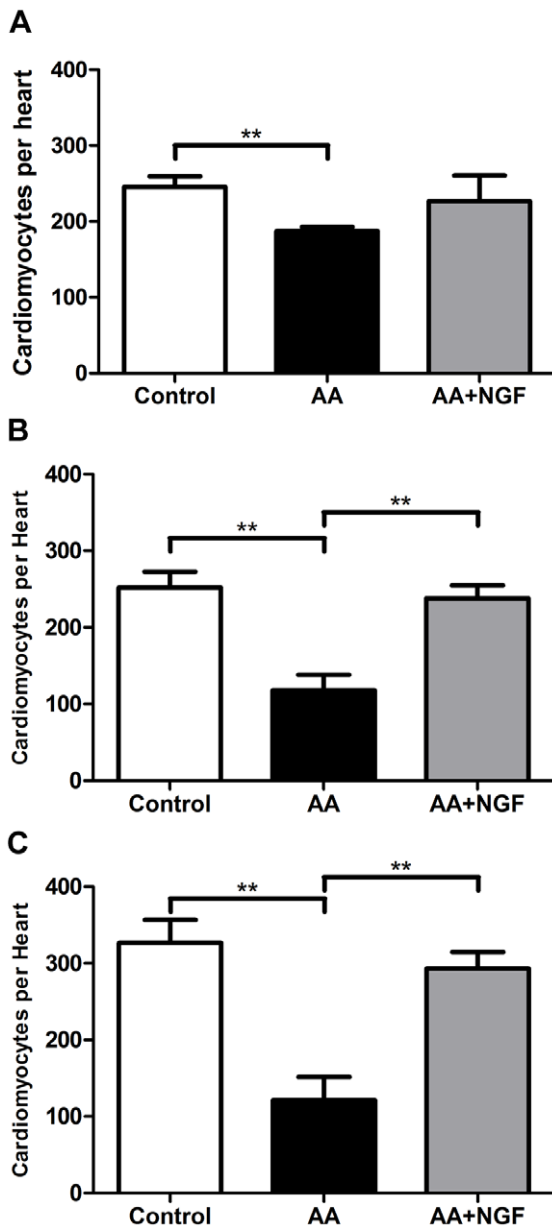 A
Cardiomyocytes per heart
400
300
200
100
0
**
Control AA AA+NGF
B
Cardiomyocytes per Heart
400
300
200
100
0
** **
Control AA AA+NGF
C
Cardiomyocytes per Heart
400
300
200
100
0
** **
Control AA AA+NGF